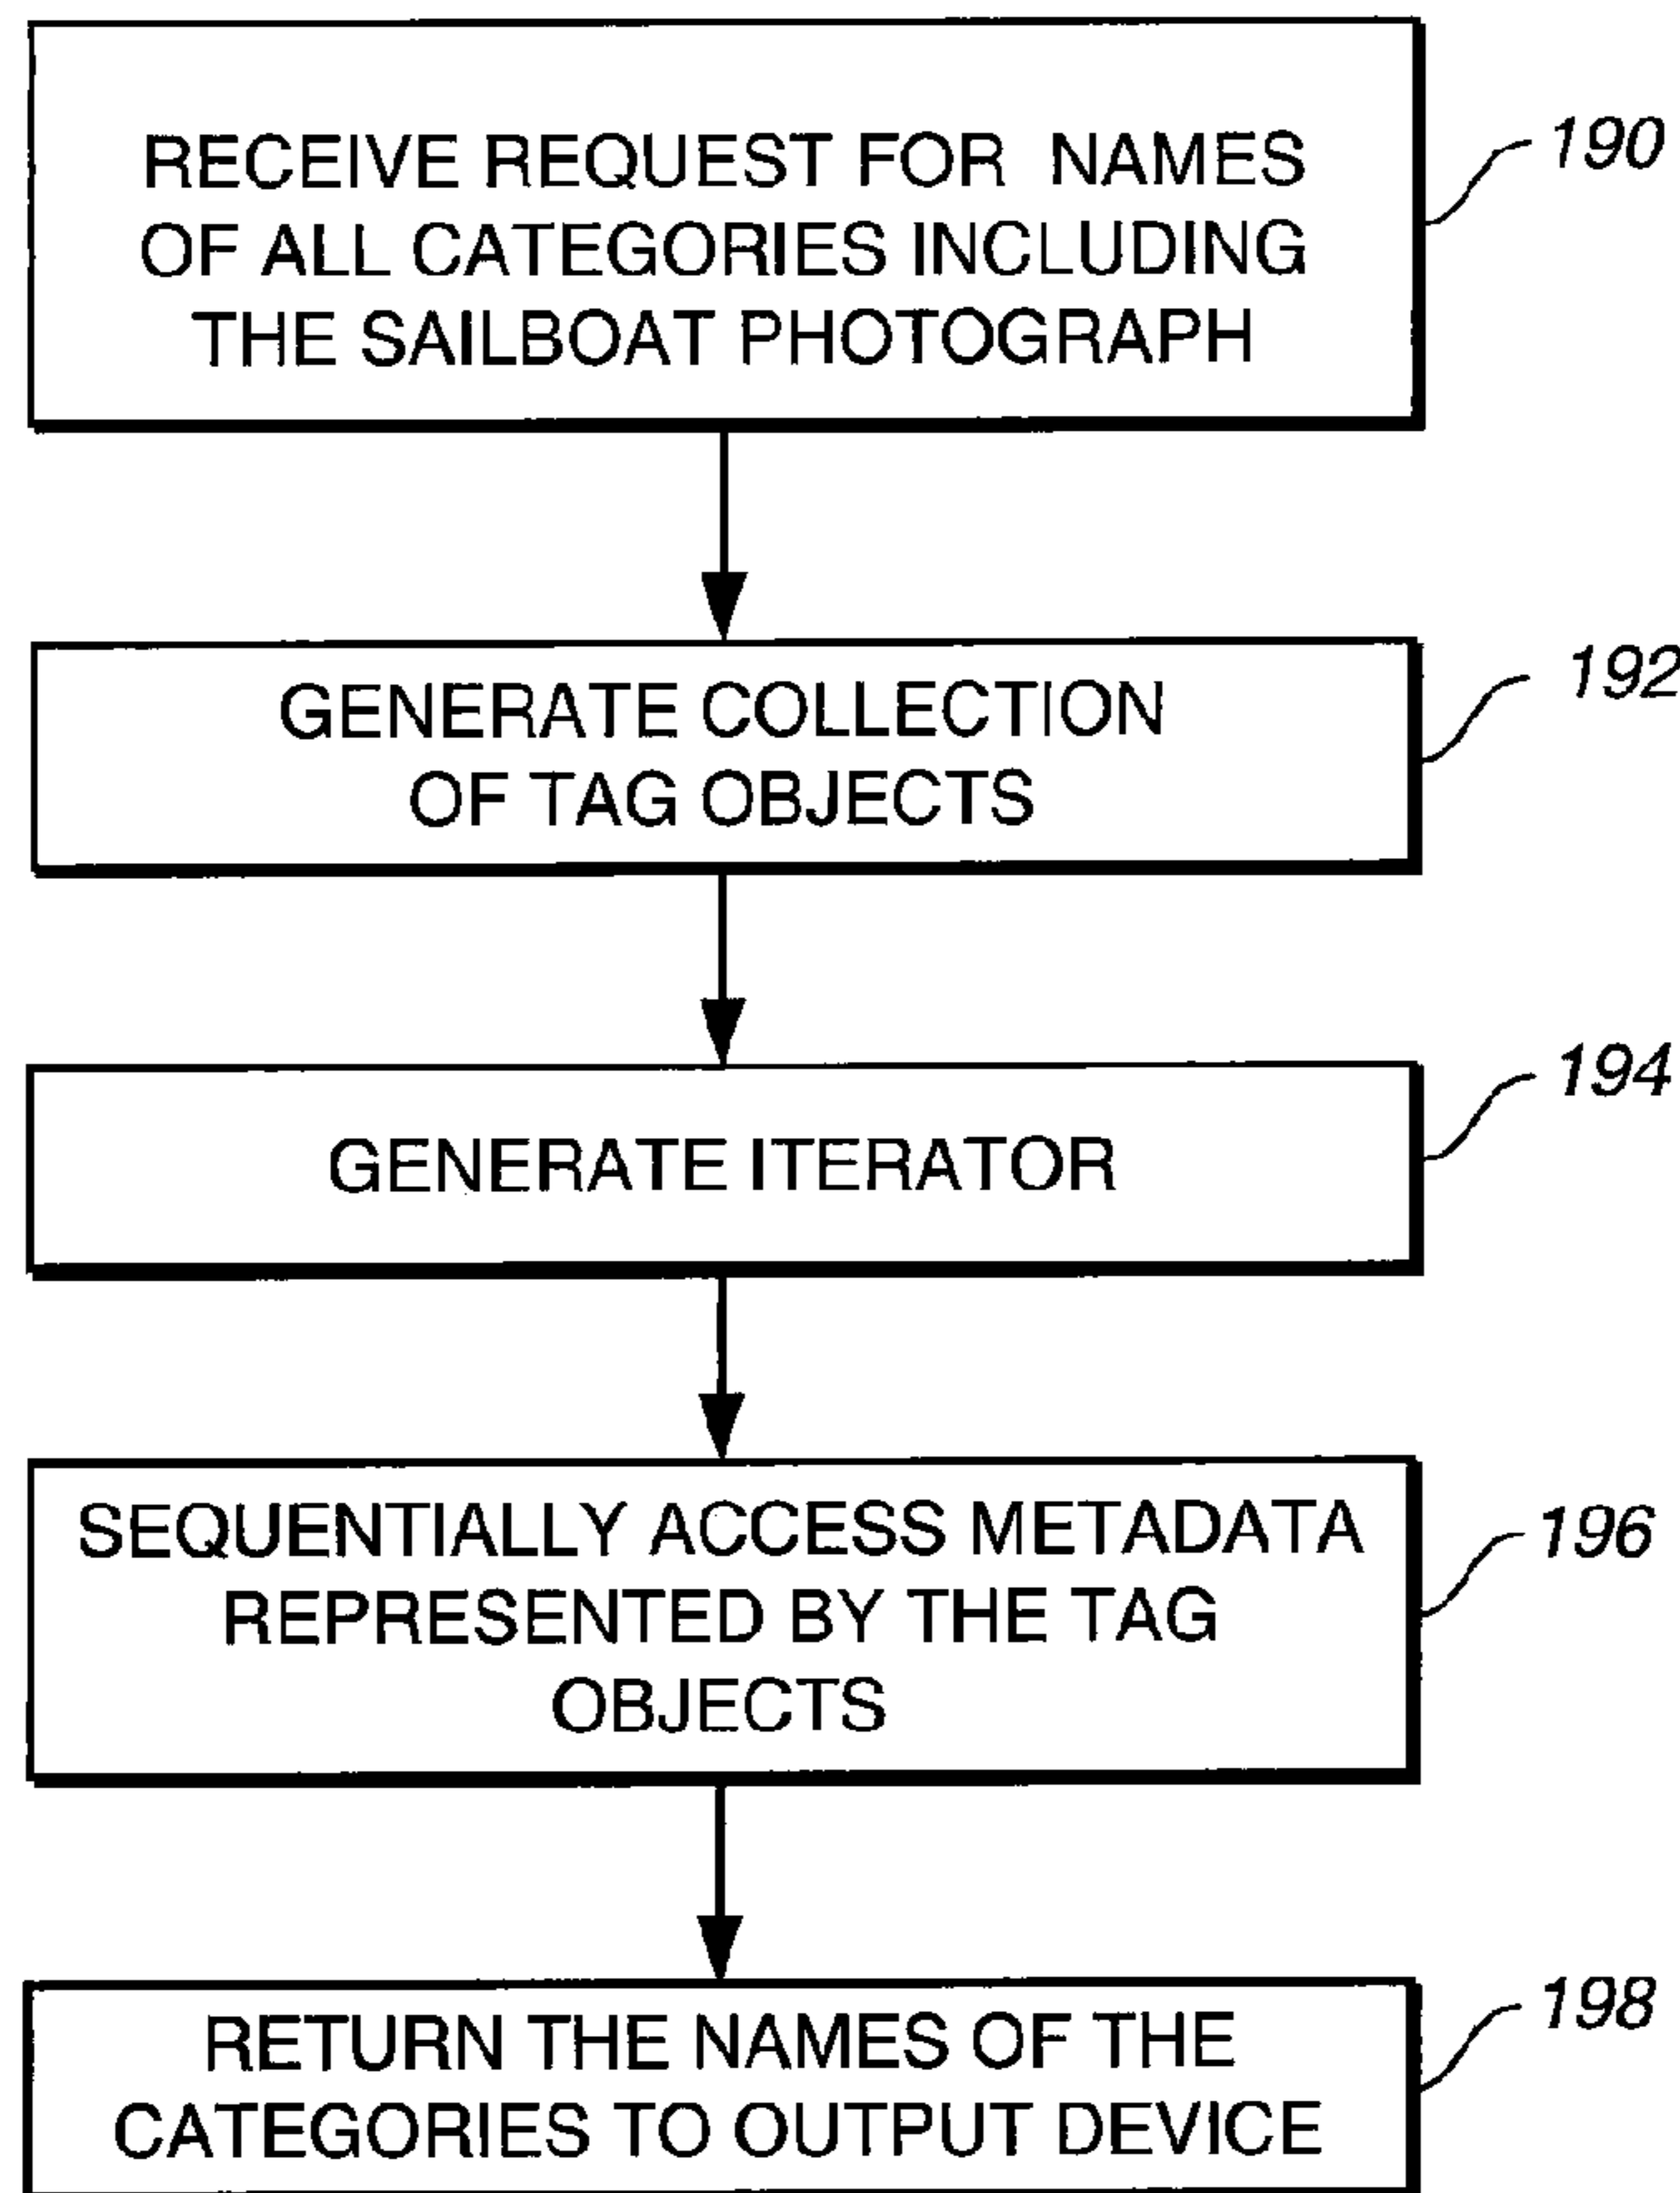 RECEIVE REQUEST FOR NAMES
OF ALL CATEGORIES INCLUDING
THE SAILBOAT PHOTOGRAPH
190
GENERATE COLLECTION
OF TAG OBJECTS
192
GENERATE ITERATOR
194
SEQUENTIALLY ACCESS METADATA
REPRESENTED BY THE TAG
OBJECTS
196
RETURN THE NAMES OF THE
CATEGORIES TO OUTPUT DEVICE
198